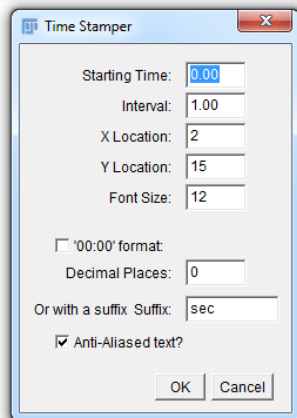 Time Stamper
Starting Time: 0.00
Interval: 1.00
X Location: 2
Y Location: 15
Font Size: 12
'00:00' format:
Decimal Places: 0
Or with a suffix Suffix: sec
Anti-Aliased text?
OK Cancel